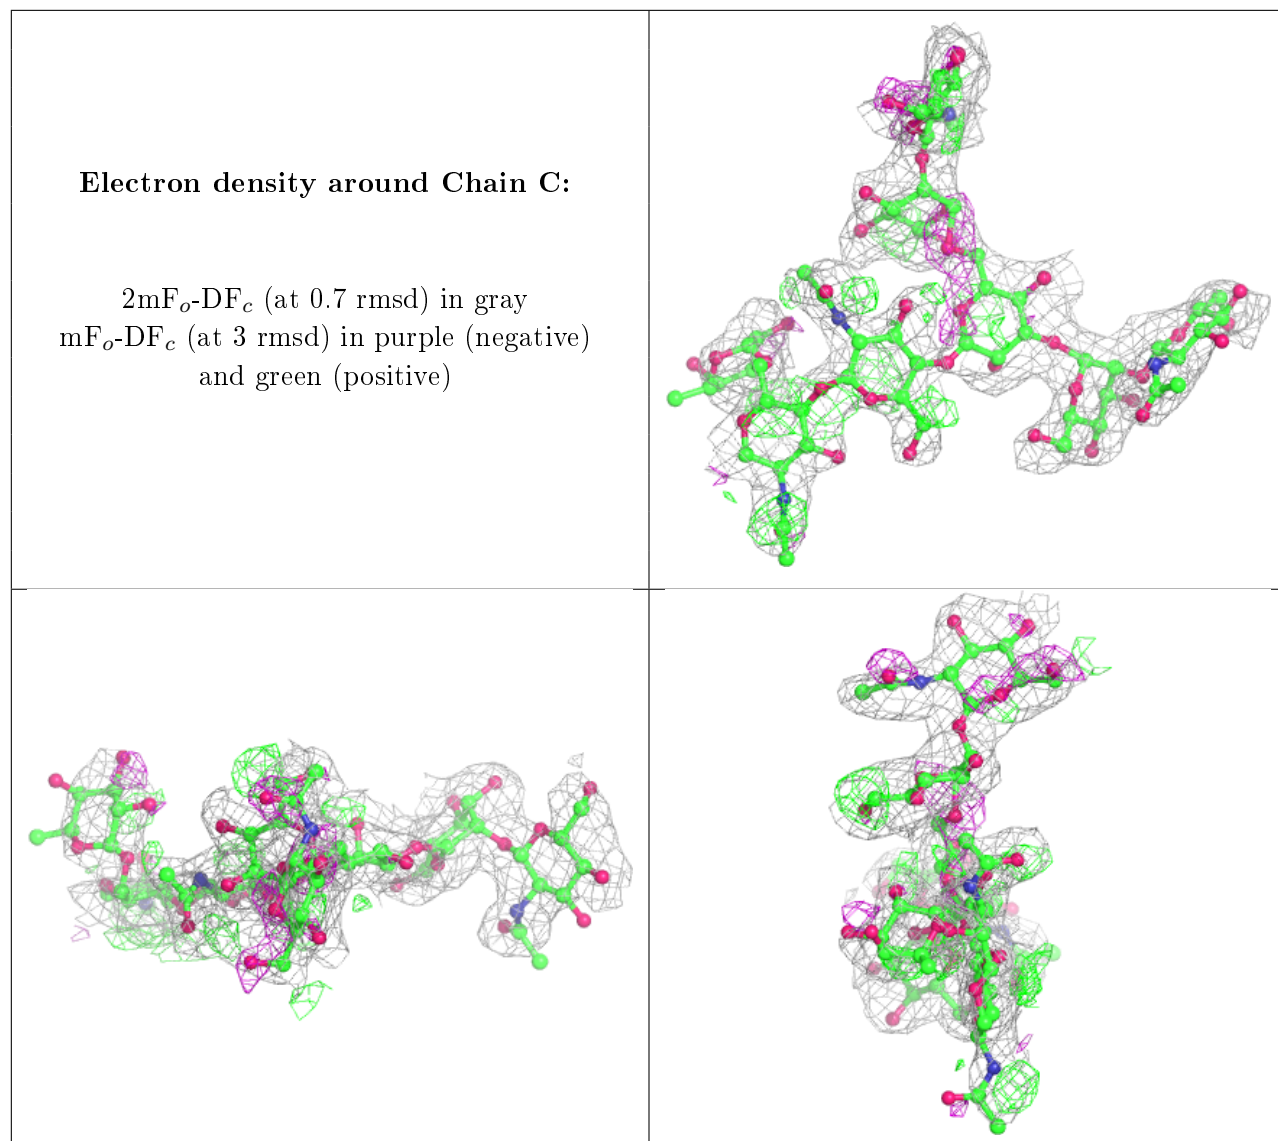 Electron density around Chain C:
2mFo-DFc (at 0.7 rmsd) in gray
mFo-DFc (at 3 rmsd) in purple (negative)
and green (positive)